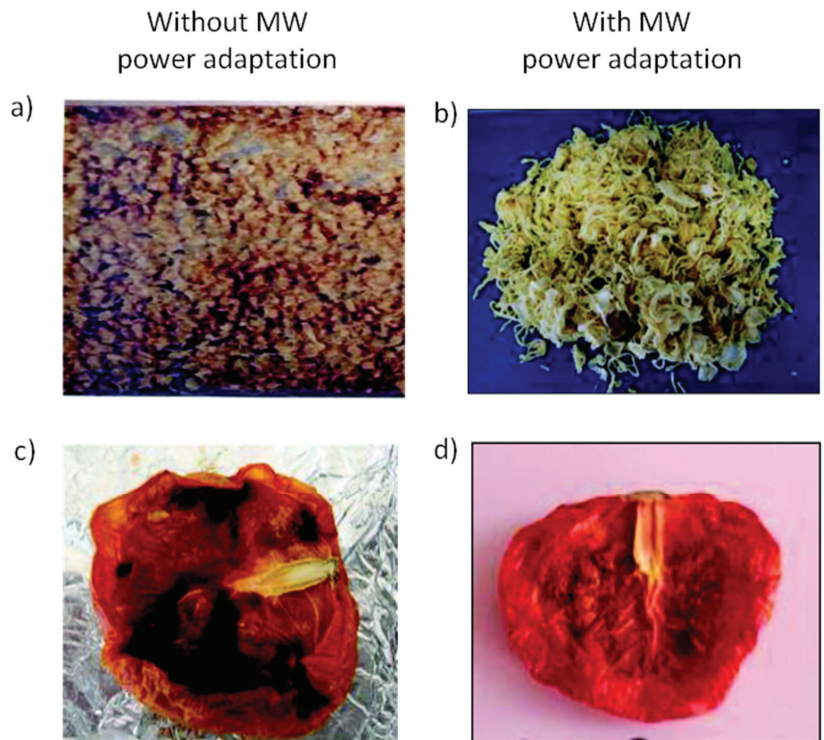 Without MW
power adaptation
With MW
power adaptation
a)
b)
c)
d)